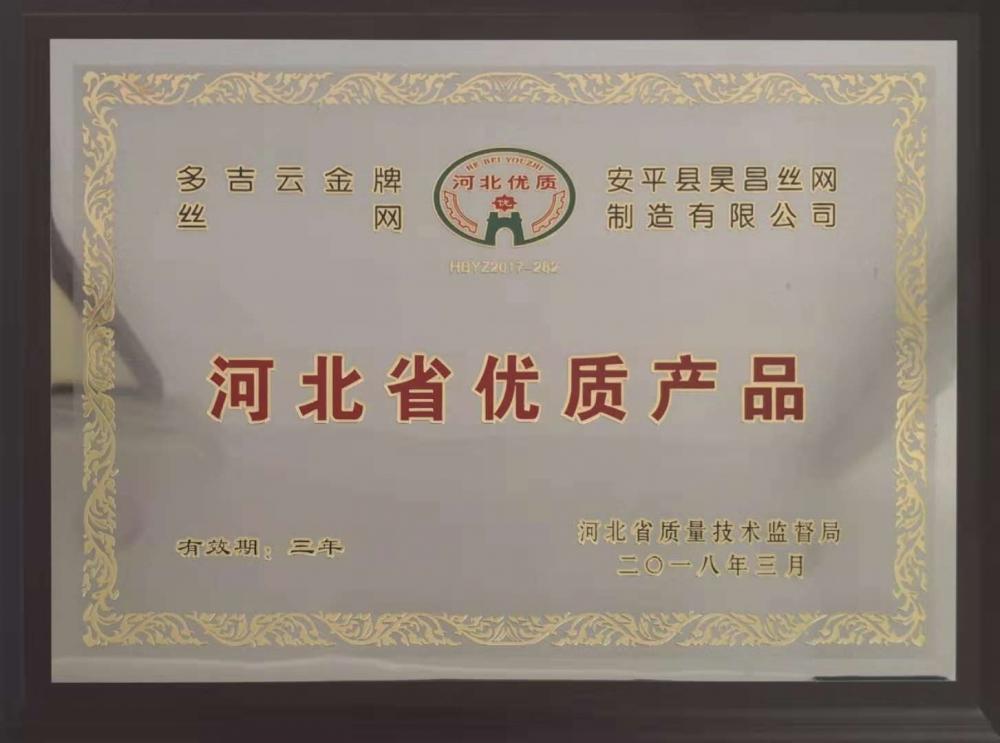 多吉云金牌
丝网
HE BEI YOUZHI
河北优质
优
HBYZ2017-282
安平县昊昌丝网
制造有限公司
河北省优质产品
有效期：三年
河北省质量技术监督局
二〇一八年三月